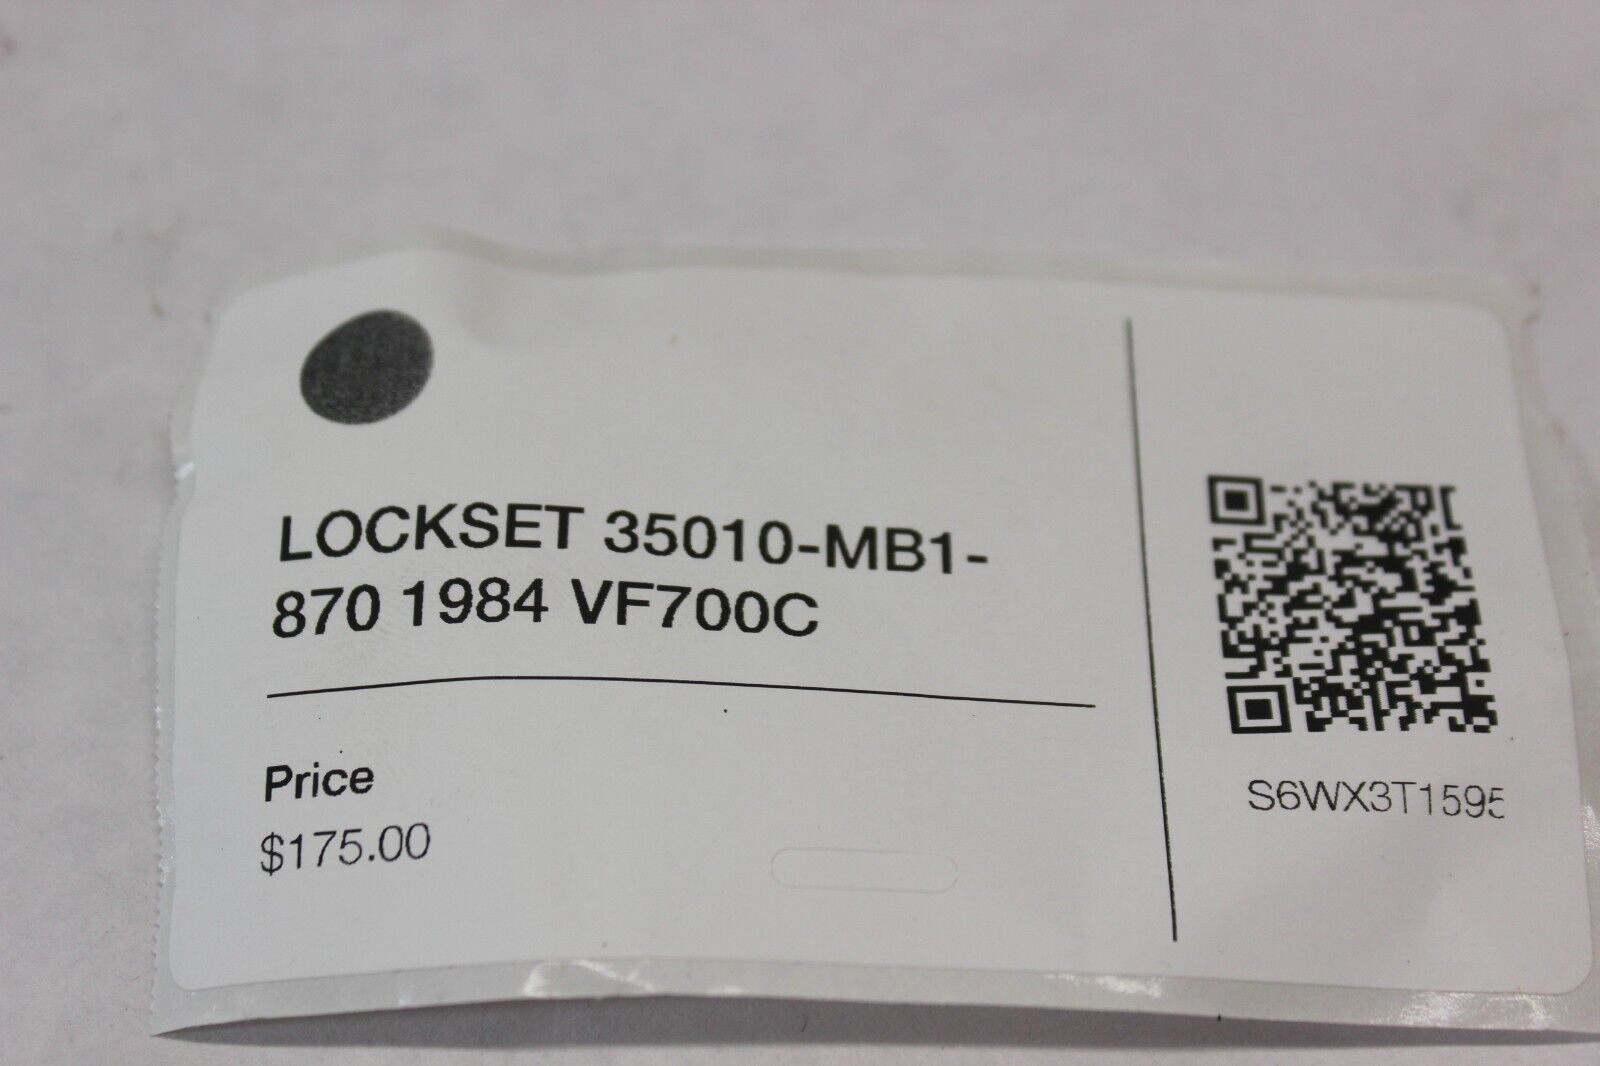 LOCKSET 35010-MB1-
870 1984 VF700C
Price
$175.00
S6WX3T1595